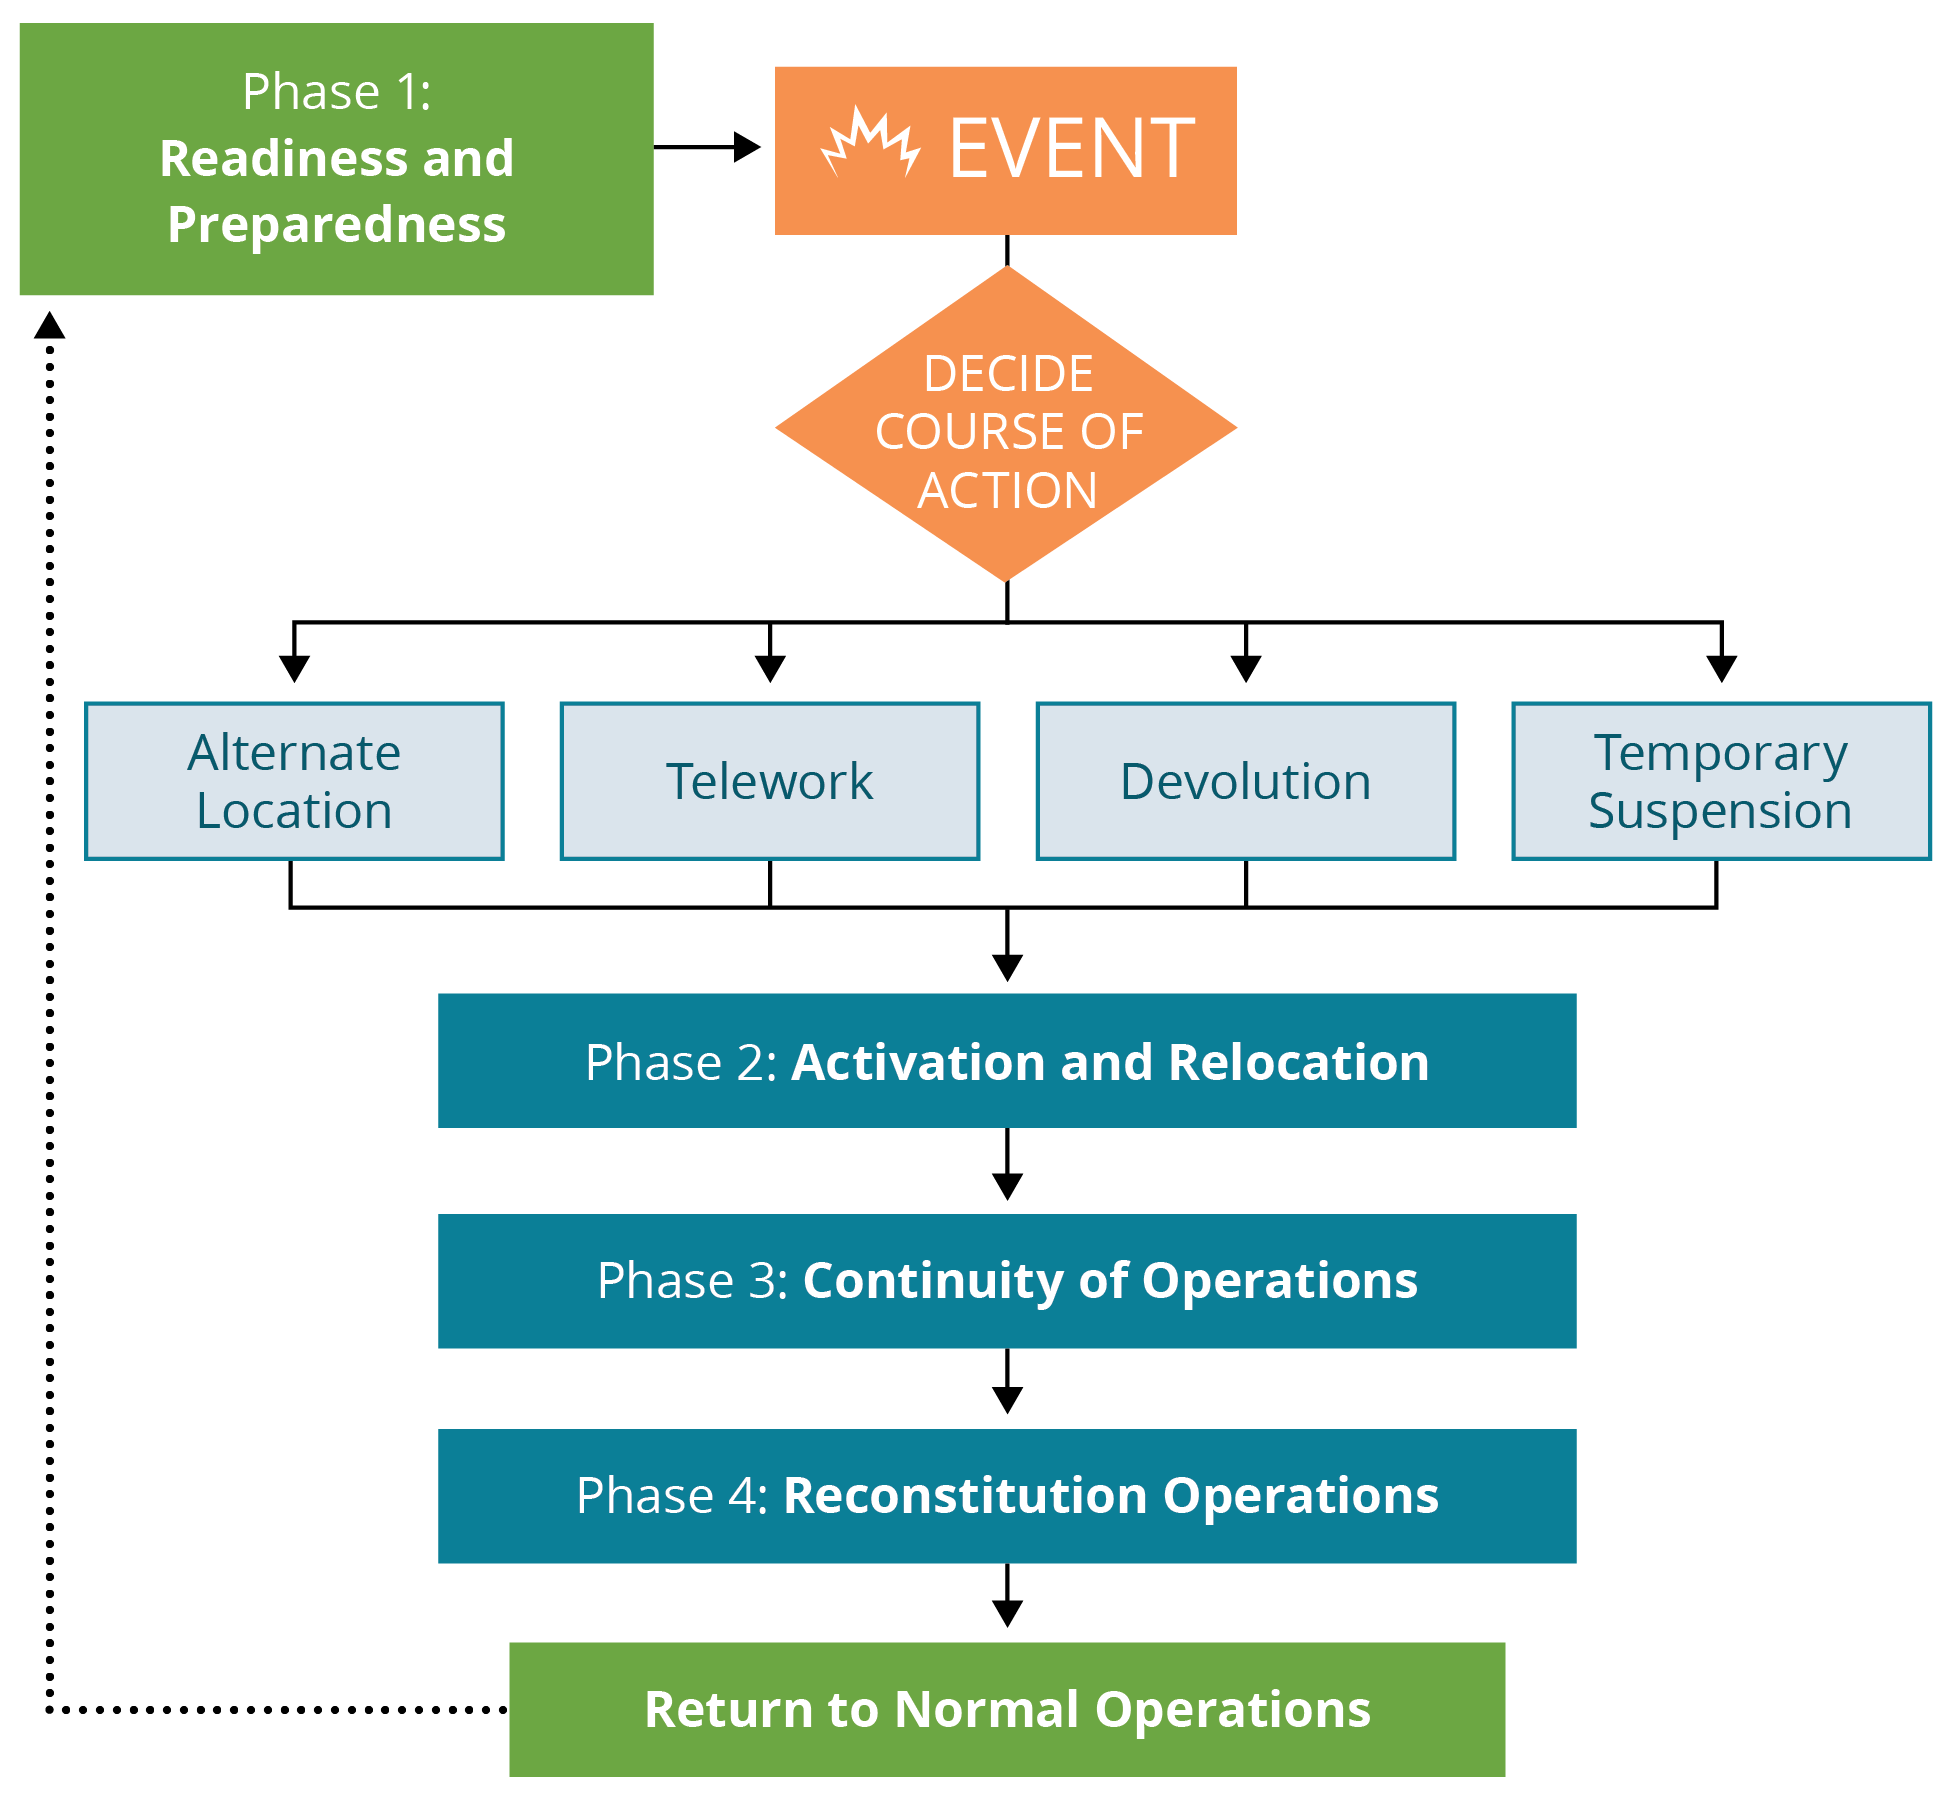 Phase 1:
Readiness and
Preparedness
EVENT
DECIDE
COURSE OF
ACTION
Alternate
Location
Telework
Devolution
Temporary
Suspension
Phase 2: Activation and Relocation
Phase 3: Continuity of Operations
Phase 4: Reconstitution Operations
Return to Normal Operations